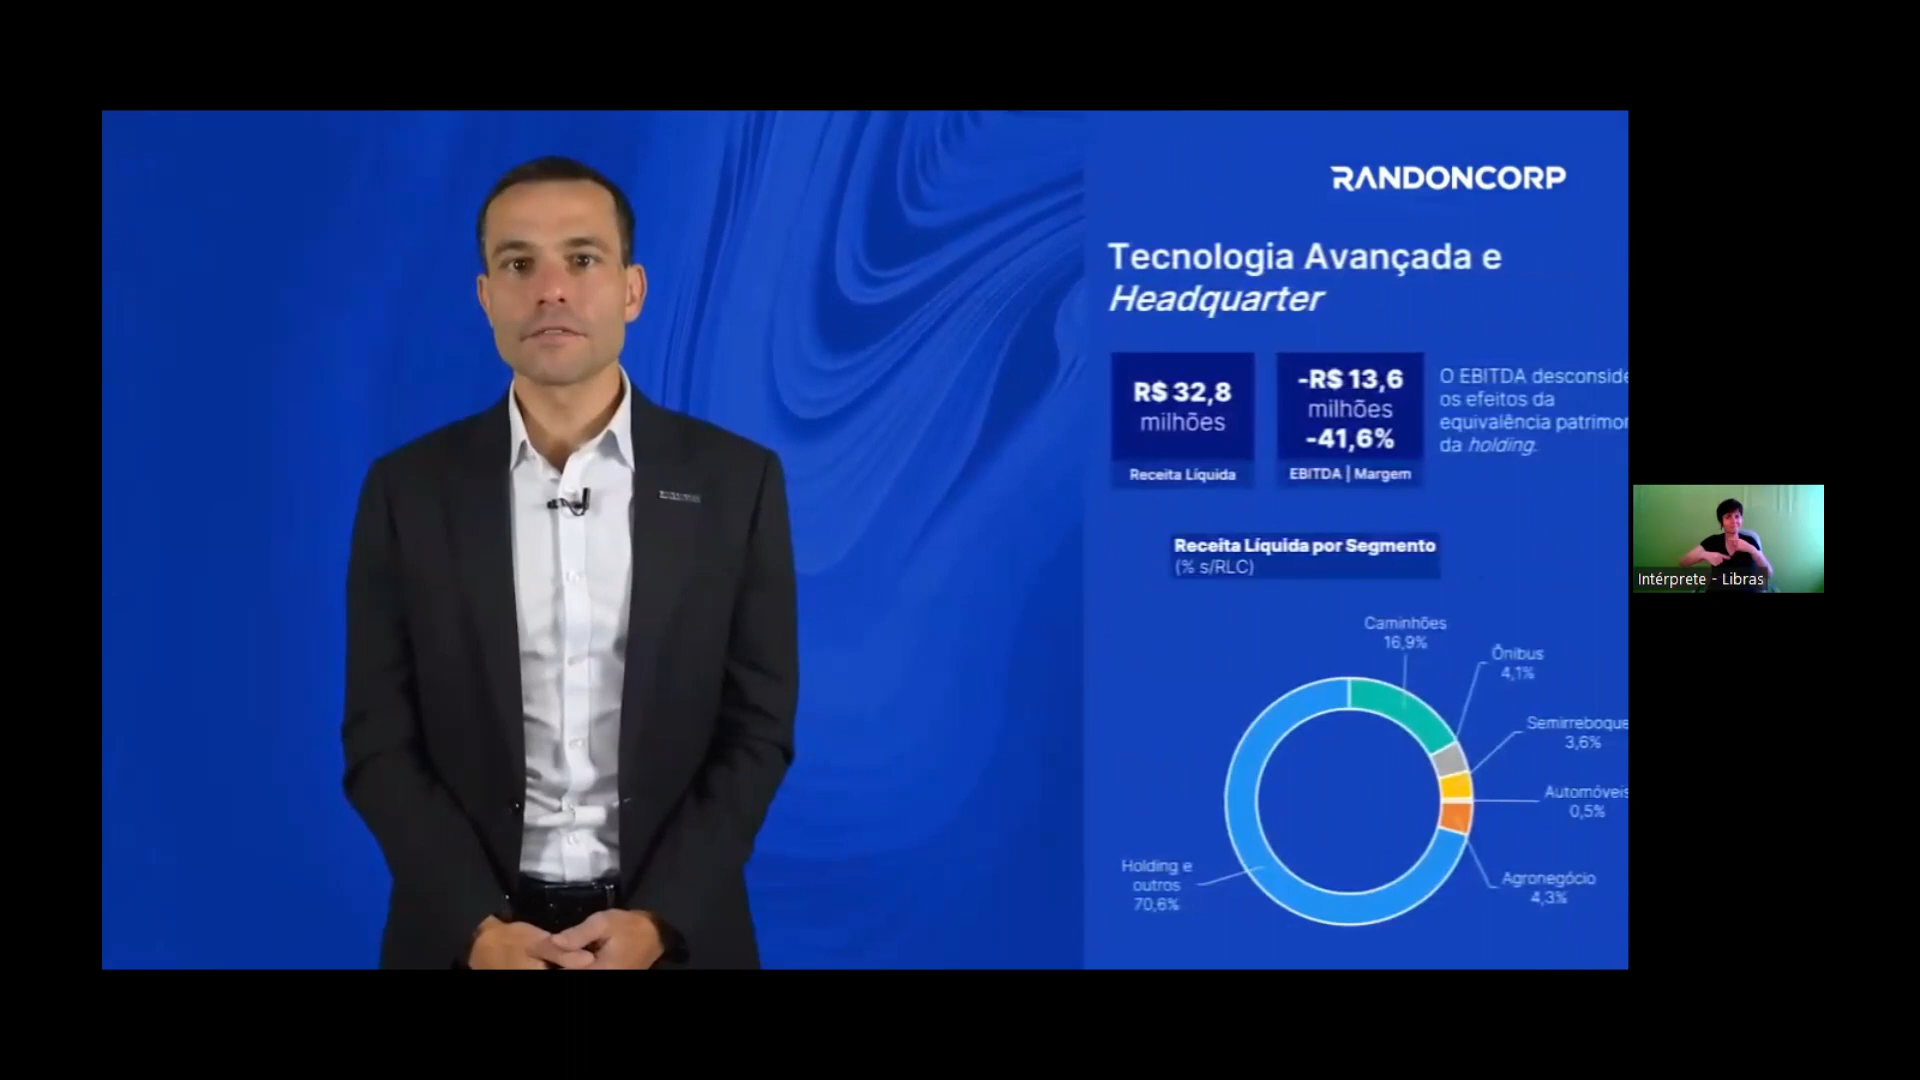 RANDONCORP
Tecnologia Avançada e
Headquarter
R$ 32,8
milhões
Receita Líquida
-R$ 13,6
milhões
-41,6%
EBITDA | Margem
O EBITDA desconside
os efeitos da
equivalência patrimon
da holding.
Receita Líquida por Segmento
(% s/RLC)
Caminhões
16,9%
Ônibus
4,1%
Semirreboque
3,6%
Automóveis
0,5%
Agronegócio
4,3%
Holding e
outros
70,6%
Intérprete - Libras